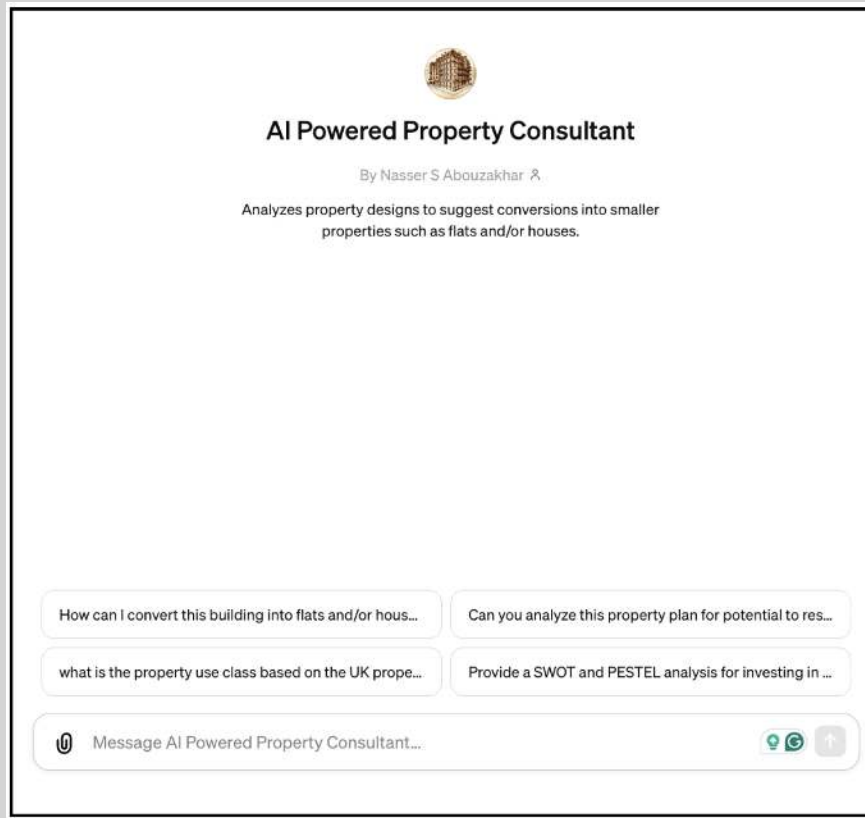 AI Powered Property Consultant
By Nasser S Abouzakhar
Analyzes property designs to suggest conversions into smaller
properties such as flats and/or houses.
How can I convert this building into flats and/or hous...
Can you analyze this property plan for potential to res...
what is the property use class based on the UK prope...
Provide a SWOT and PESTEL analysis for investing in ...
Message AI Powered Property Consultant...